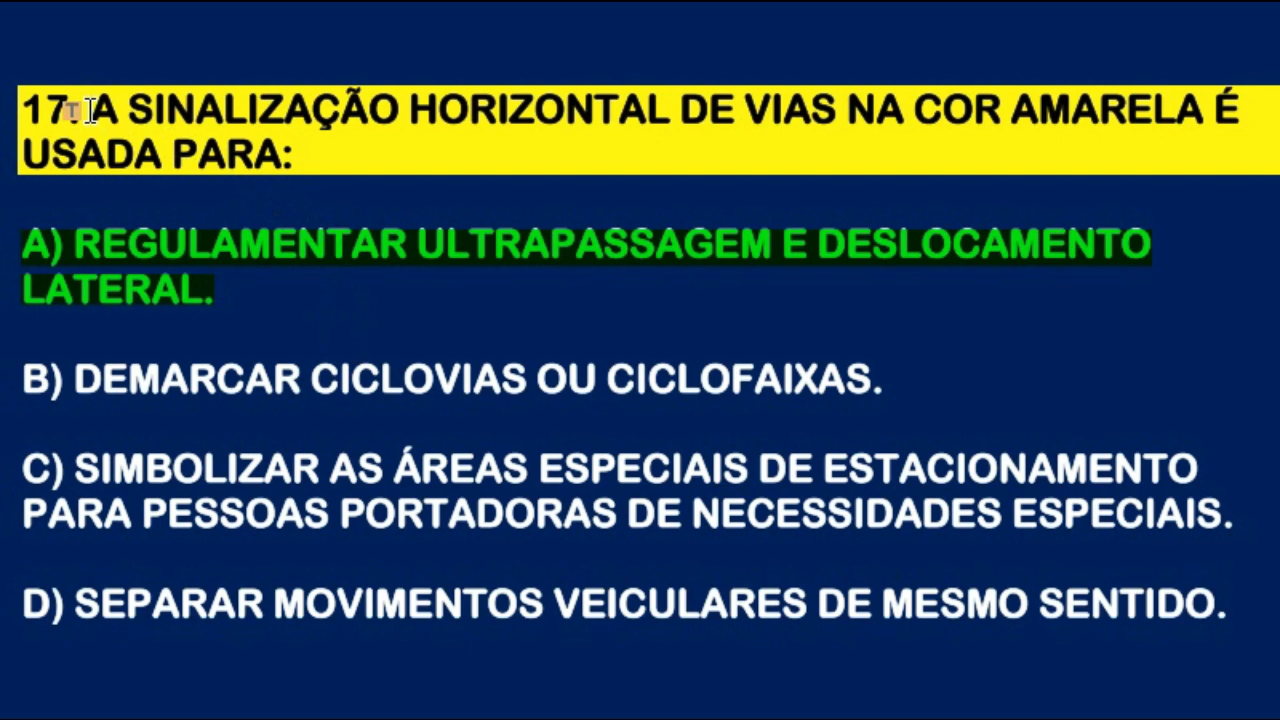 17. A SINALIZAÇÃO HORIZONTAL DE VIAS NA COR AMARELA É
USADA PARA:
A) REGULAMENTAR ULTRAPASSAGEM E DESLOCAMENTO
LATERAL.
B) DEMARCAR CICLOVIAS OU CICLOFAIXAS.
C) SIMBOLIZAR AS ÁREAS ESPECIAIS DE ESTACIONAMENTO
PARA PESSOAS PORTADORAS DE NECESSIDADES ESPECIAIS.
D) SEPARAR MOVIMENTOS VEICULARES DE MESMO SENTIDO.